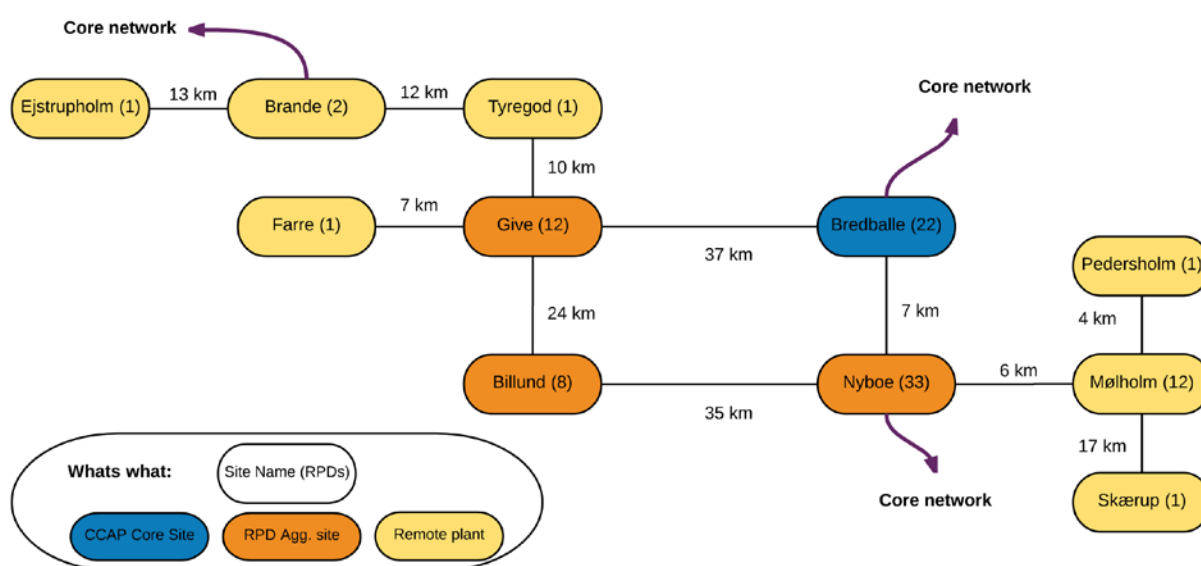 Core network
Ejstrupholm (1)
13 km
Brande (2)
12 km
Tyregod (1)
Core network
10 km
Farre (1)
7 km
Give (12)
37 km
Bredballe (22)
Pedersholm (1)
24 km
7 km
4 km
Billund (8)
35 km
Nyboe (33)
6 km
Mølholm (12)
17 km
Whats what:
Site Name (RPDs)
Core network
Skærup (1)
CCAP Core Site
RPD Agg. site
Remote plant